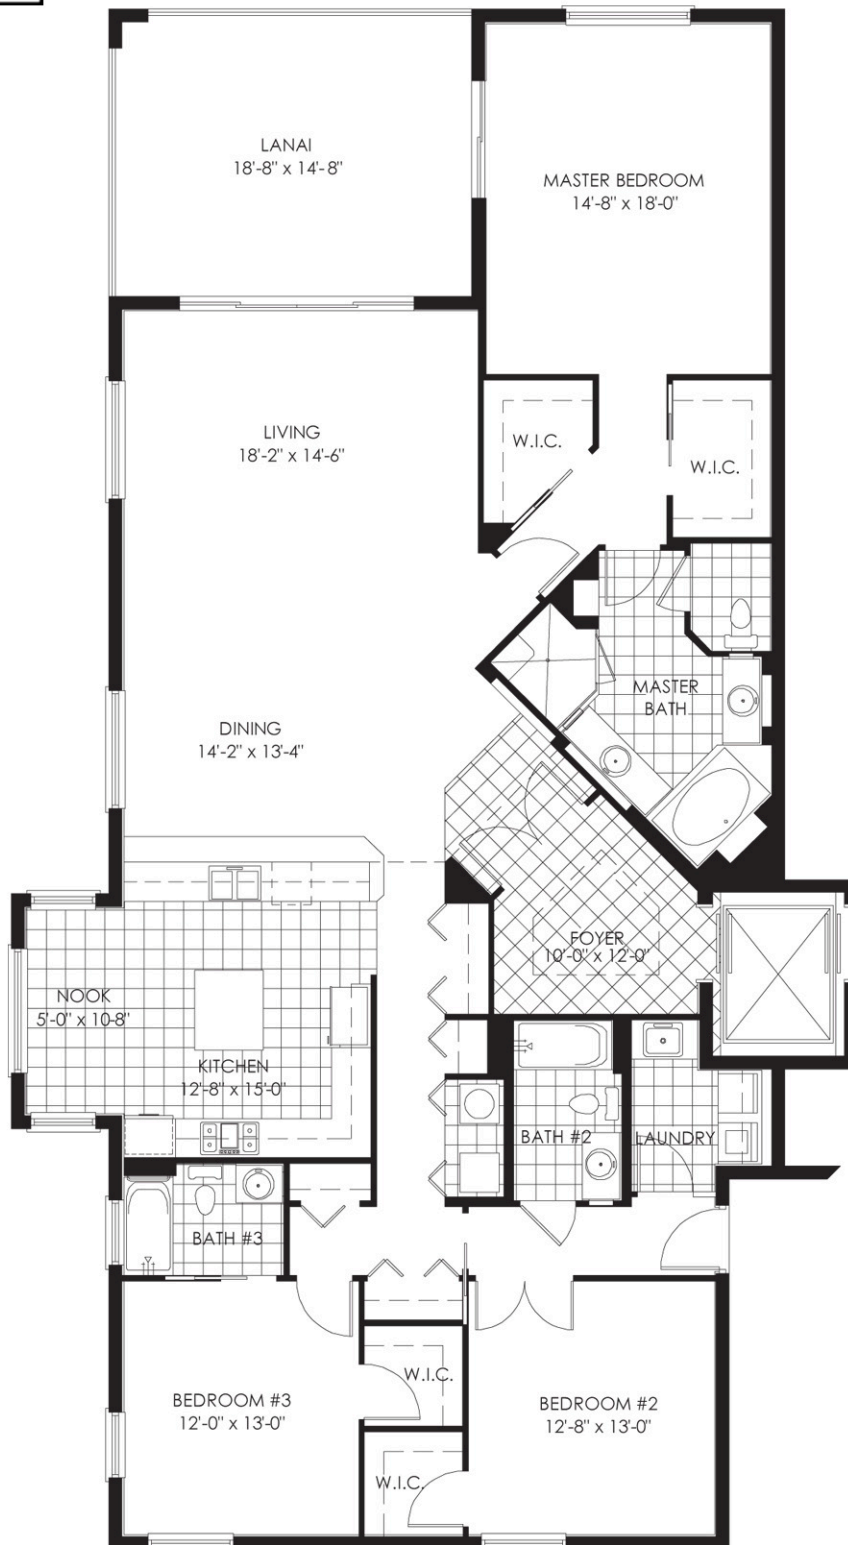 LANAI
18'-8" x 14'-8"
MASTER BEDROOM
14'-8" x 18'-0"
LIVING
18'-2" x 14'-6"
W.I.C.
W.I.C.
MASTER
BATH
DINING
14'-2" x 13'-4"
FOYER
10'-0" x 12'-0"
NOOK
5'-0" x 10-8"
KITCHEN
12'-8" x 15'-0"
BATH #2
LAUNDRY
BATH #3
W.I.C.
BEDROOM #3
12'-0" x 13'-0"
BEDROOM #2
12'-8" x 13'-0"
W.I.C.